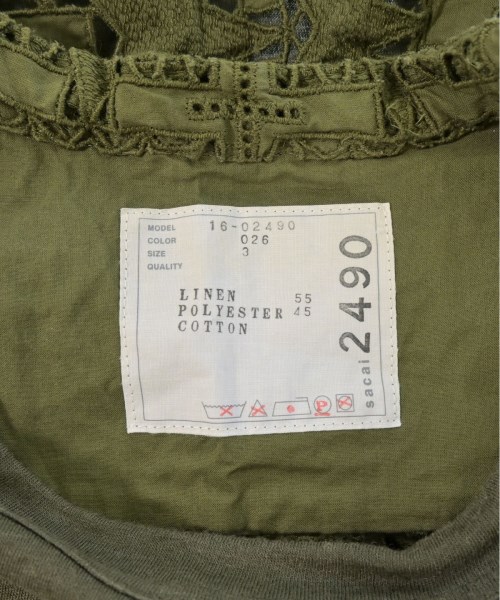 MODEL 16-02490
COLOR 026
SIZE 3
QUALITY
LINEN 55
POLYESTER 45
COTTON
P
sacai 2490